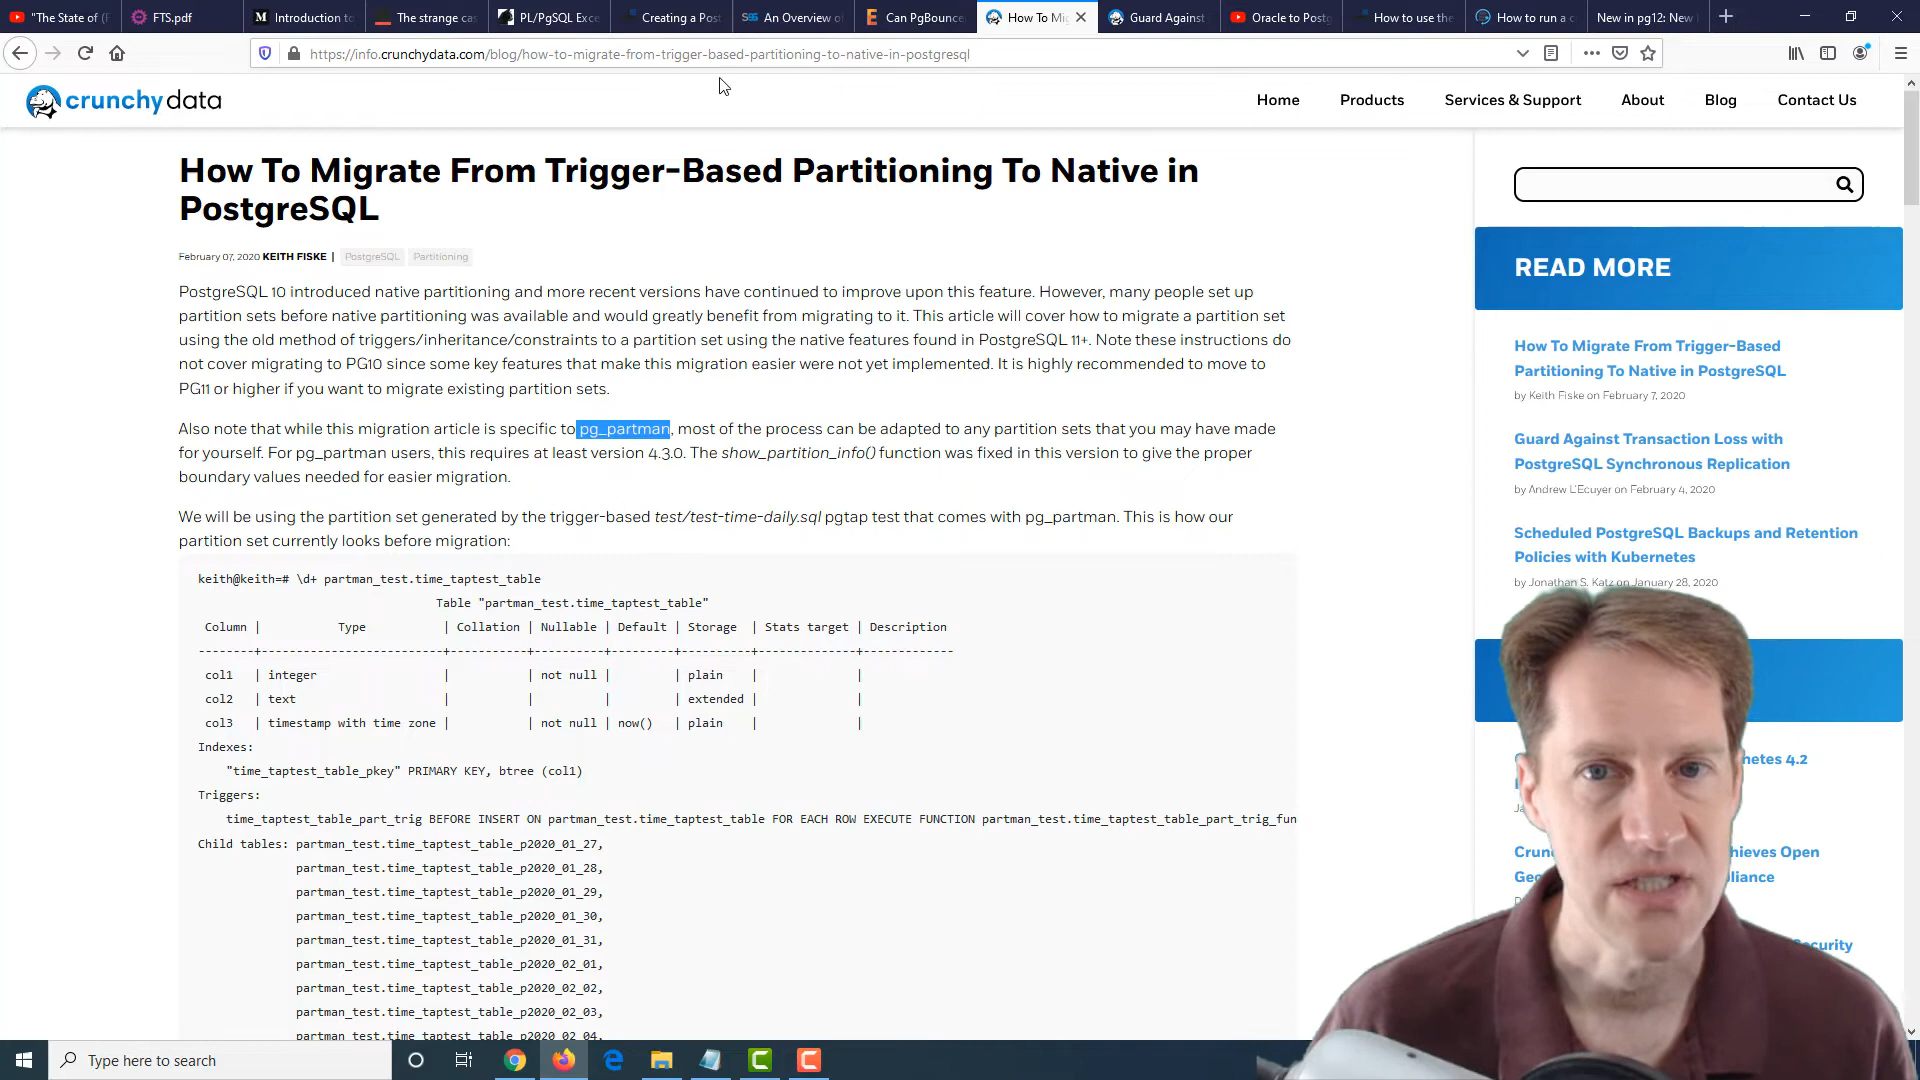 "The State of (F
FTS.pdf
Introduction to
The strange cas
PL/PgSQL Exce
Creating a Post
An Overview of
Can PgBounce
How To Mig
Guard Against
Oracle to Postg
How to use the
How to run a c
New in pg12: New
https://info.crunchydata.com/blog/how-to-migrate-from-trigger-based-partitioning-to-native-in-postgresql
crunchydata
Home Products Services & Support About Blog Contact Us
How To Migrate From Trigger-Based Partitioning To Native in
PostgreSQL
February 07, 2020 KEITH FISKE | PostgreSQL Partitioning
PostgreSQL 10 introduced native partitioning and more recent versions have continued to improve upon this feature. However, many people set up
partition sets before native partitioning was available and would greatly benefit from migrating to it. This article will cover how to migrate a partition set
using the old method of triggers/inheritance/constraints to a partition set using the native features found in PostgreSQL 11+. Note these instructions do
not cover migrating to PG10 since some key features that make this migration easier were not yet implemented. It is highly recommended to move to
PG11 or higher if you want to migrate existing partition sets.
Also note that while this migration article is specific to pg_partman, most of the process can be adapted to any partition sets that you may have made
for yourself. For pg_partman users, this requires at least version 4.3.0. The show_partition_info() function was fixed in this version to give the proper
boundary values needed for easier migration.
We will be using the partition set generated by the trigger-based test/test-time-daily.sql pgtap test that comes with pg_partman. This is how our
partition set currently looks before migration:
keith@keith=# \d+ partman_test.time_taptest_table
Table "partman_test.time_taptest_table"
Column | Type | Collation | Nullable | Default | Storage | Stats target | Description
--------+--------------------------+-----------+----------+---------+----------+--------------+-------------
col1 | integer | | not null | | plain | |
col2 | text | | | | extended | |
col3 | timestamp with time zone | | not null | now() | plain | |
Indexes:
"time_taptest_table_pkey" PRIMARY KEY, btree (col1)
Triggers:
time_taptest_table_part_trig BEFORE INSERT ON partman_test.time_taptest_table FOR EACH ROW EXECUTE FUNCTION partman_test.time_taptest_table_part_trig_fun
Child tables: partman_test.time_taptest_table_p2020_01_27,
partman_test.time_taptest_table_p2020_01_28,
partman_test.time_taptest_table_p2020_01_29,
partman_test.time_taptest_table_p2020_01_30,
partman_test.time_taptest_table_p2020_01_31,
partman_test.time_taptest_table_p2020_02_01,
partman_test.time_taptest_table_p2020_02_02,
partman_test.time_taptest_table_p2020_02_03,
partman_test.time_taptest_table_p2020_02_04,
READ MORE
How To Migrate From Trigger-Based
Partitioning To Native in PostgreSQL
by Keith Fiske on February 7, 2020
Guard Against Transaction Loss with
PostgreSQL Synchronous Replication
by Andrew L'Ecuyer on February 4, 2020
Scheduled PostgreSQL Backups and Retention
Policies with Kubernetes
by Jonathan S. Katz on January 28, 2020
netes 4.2
Ja
Crun hieves Open
Geo liance
Security
Type here to search